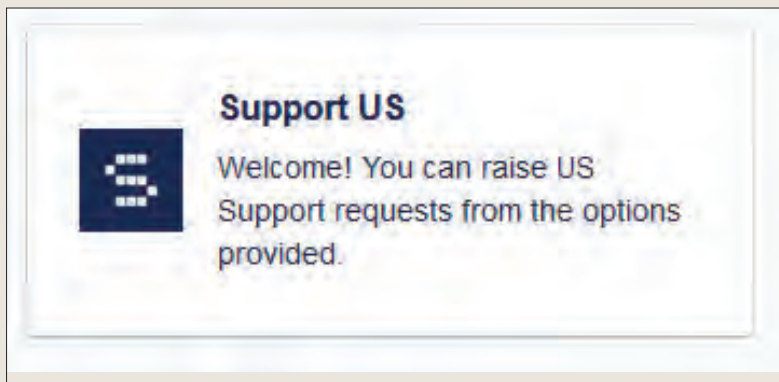 Support US
Welcome! You can raise US
Support requests from the options
provided.